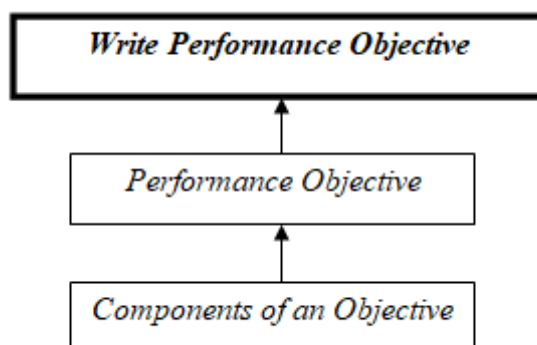 Write Performance Objective
Performance Objective
Components of an Objective